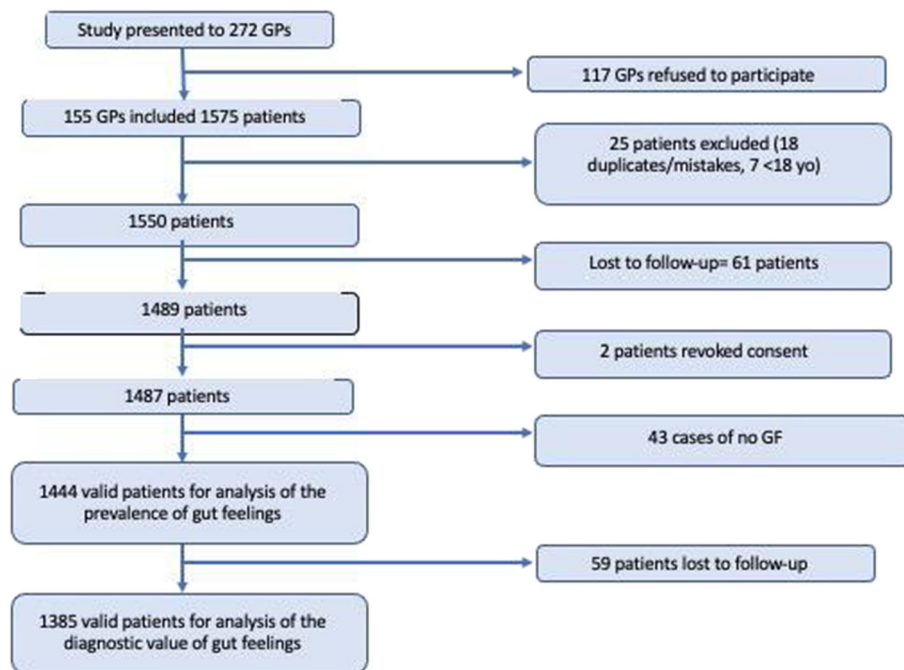 Study presented to 272 GPs
117 GPs refused to participate
155 GPs included 1575 patients
25 patients excluded (18
duplicates/mistakes, 7 <18 yo)
1550 patients
Lost to follow-up= 61 patients
1489 patients
2 patients revoked consent
1487 patients
43 cases of no GF
1444 valid patients for analysis of the
prevalence of gut feelings
59 patients lost to follow-up
1385 valid patients for analysis of the
diagnostic value of gut feelings